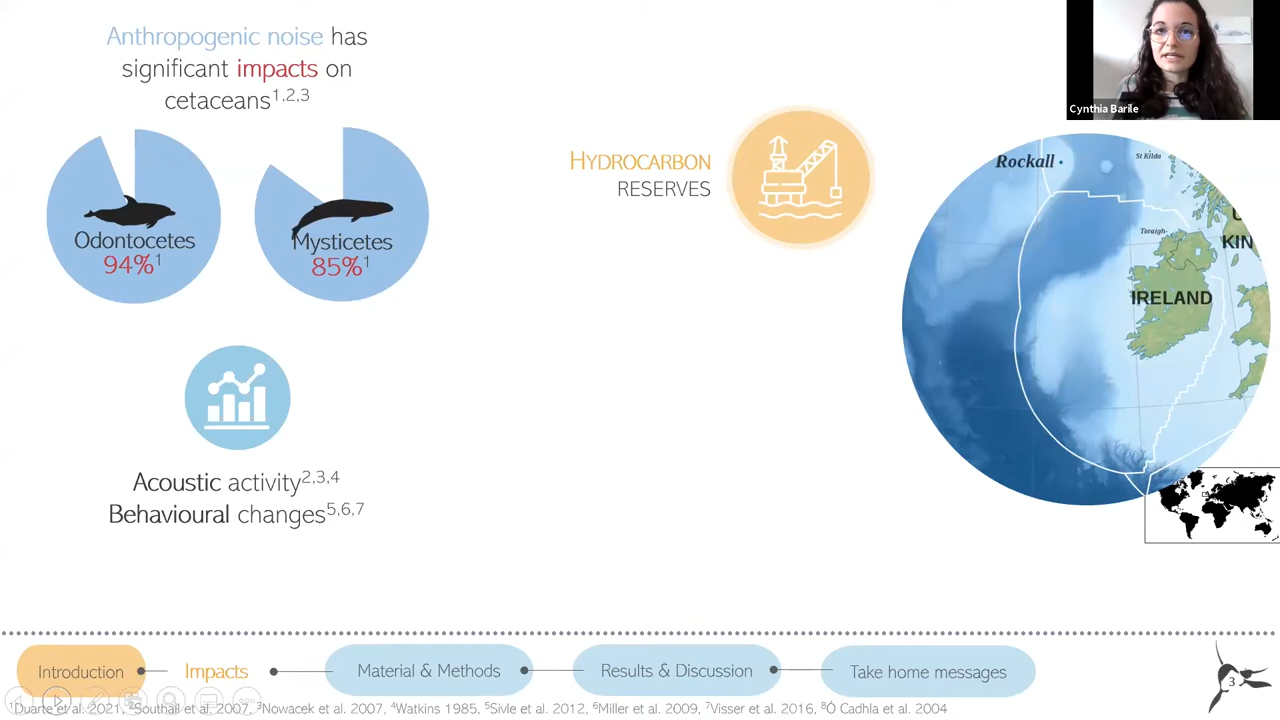 Anthropogenic noise has
significant impacts on
cetaceans1,2,3
Odontocetes
94%1
Mysticetes
85%1
Acoustic activity2,3,4
Behavioural changes5,6,7
HYDROCARBON
RESERVES
Cynthia Barile
Rockall
St Kilda
Toraigh
KIN
IRELAND
Introduction
Impacts
Material & Methods
Results & Discussion
Take home messages
3
1Duarte et al. 2021, 2Southall et al. 2007, 3Nowacek et al. 2007, 4Watkins 1985, 5Sivle et al. 2012, 6Miller et al. 2009, 7Visser et al. 2016, 8Ó Cadhla et al. 2004